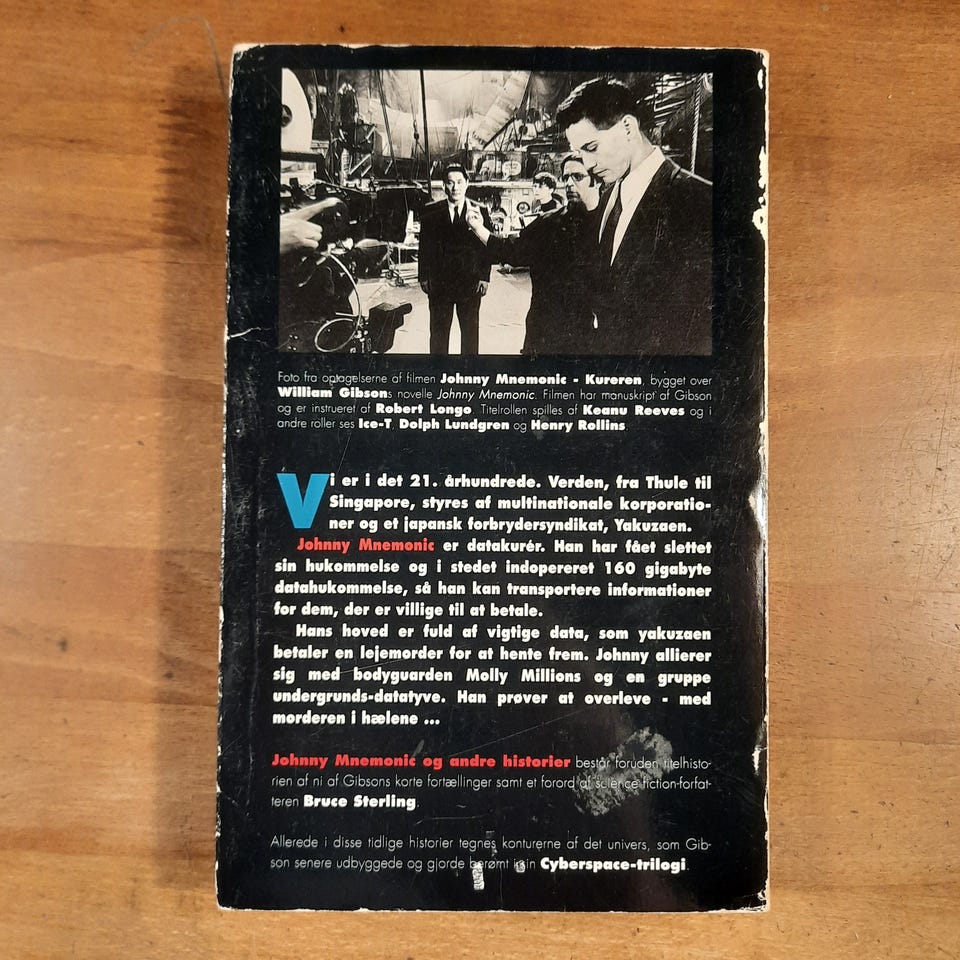 Foto fra optagelserne af filmen Johnny Mnemonic - Kureren, bygget over
William Gibsons novelle Johnny Mnemonic. Filmen har manuskript af Gibson
og er instrueret af Robert Longo. Titelrollen spilles af Keanu Reeves og i
andre roller ses Ice-T, Dolph Lundgren og Henry Rollins.
Vi er i det 21. århundrede. Verden, fra Thule til
Singapore, styres af multinationale korporatio-
ner og et japansk forbrydersyndikat, Yakuzaen.
Johnny Mnemonic er datakurér. Han har fået slettet
sin hukommelse og i stedet indopereret 160 gigabyte
datahukommelse, så han kan transportere informationer
for dem, der er villige til at betale.
Hans hoved er fuld af vigtige data, som yakuzaen
betaler en lejemorder for at hente frem. Johnny allierer
sig med bodyguarden Molly Millions og en gruppe
undergrunds-datatyve. Han prøver at overleve - med
morderen i hælene ...
Johnny Mnemonic og andre historier består foruden titelhisto-
rien af ni af Gibsons korte fortællinger samt et forord af science fiction-forfat-
teren Bruce Sterling.
Allerede i disse tidlige historier tegnes konturerne af det univers, som Gib-
son senere udbyggede og gjorde berømt i sin Cyberspace-trilogi.